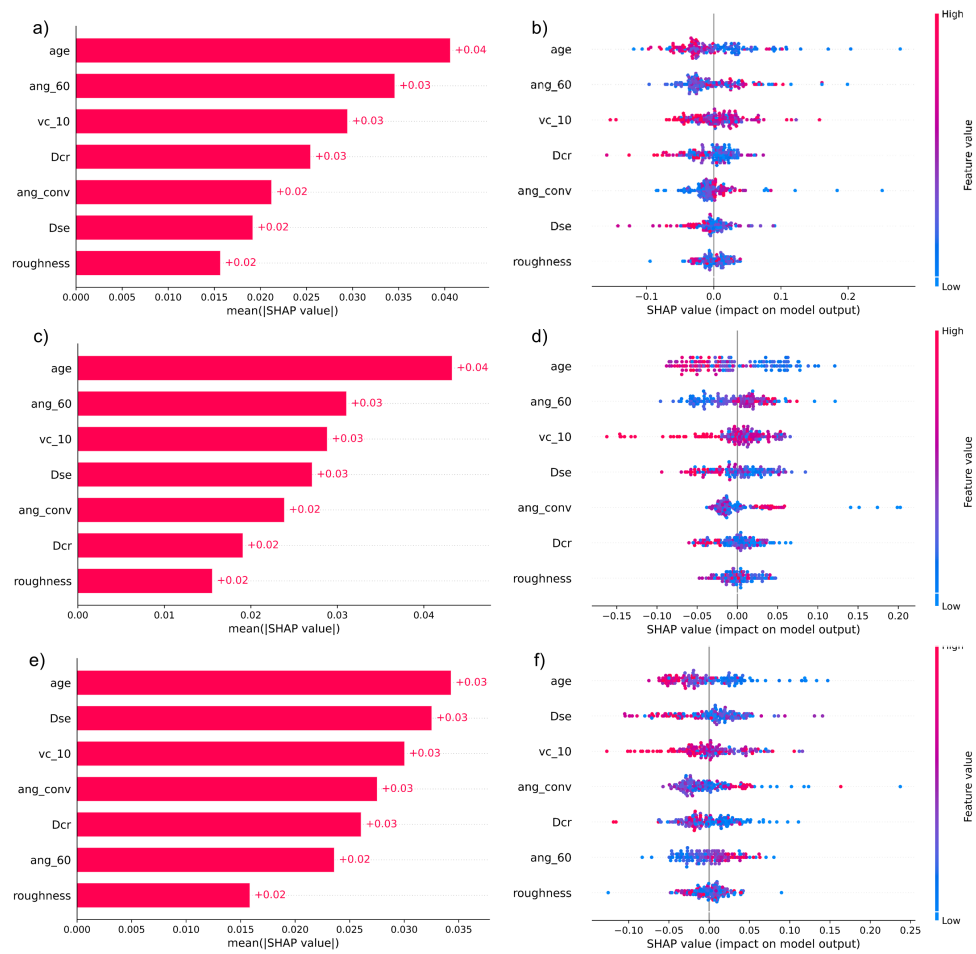 a)
age
+0.04
ang_60
+0.03
vc_10
+0.03
Dcr
+0.03
ang_conv
+0.02
Dse
+0.02
roughness
+0.02
0.000 0.005 0.010 0.015 0.020 0.025 0.030 0.035 0.040
mean(|SHAP value|)
b)
High
age
ang_60
vc_10
Dcr
ang_conv
Dse
roughness
Feature value
Low
−0.1 0.0 0.1 0.2
SHAP value (impact on model output)
c)
age
+0.04
ang_60
+0.03
vc_10
+0.03
Dse
+0.03
ang_conv
+0.02
Dcr
+0.02
roughness
+0.02
0.00 0.01 0.02 0.03 0.04
mean(|SHAP value|)
d)
High
age
ang_60
vc_10
Dse
ang_conv
Dcr
roughness
Feature value
Low
−0.15 −0.10 −0.05 0.00 0.05 0.10 0.15 0.20
SHAP value (impact on model output)
e)
age
+0.03
Dse
+0.03
vc_10
+0.03
ang_conv
+0.03
Dcr
+0.03
ang_60
+0.02
roughness
+0.02
0.000 0.005 0.010 0.015 0.020 0.025 0.030 0.035
mean(|SHAP value|)
f)
High
age
Dse
vc_10
ang_conv
Dcr
ang_60
roughness
Feature value
Low
−0.10 −0.05 0.00 0.05 0.10 0.15 0.20 0.25
SHAP value (impact on model output)